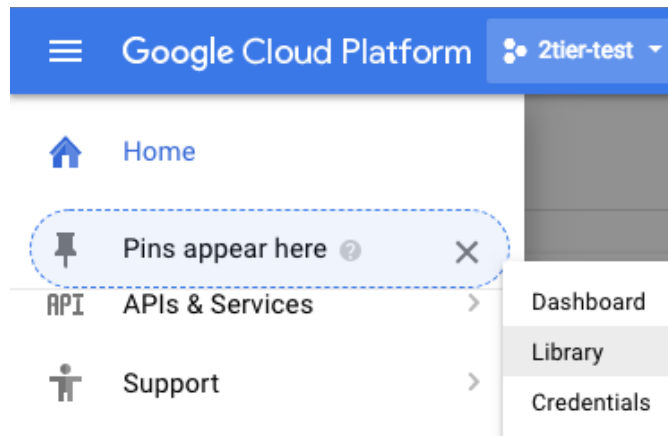 Google Cloud Platform 2tier-test
Home
Pins appear here
API APIs & Services
Dashboard
Library
Support
Credentials